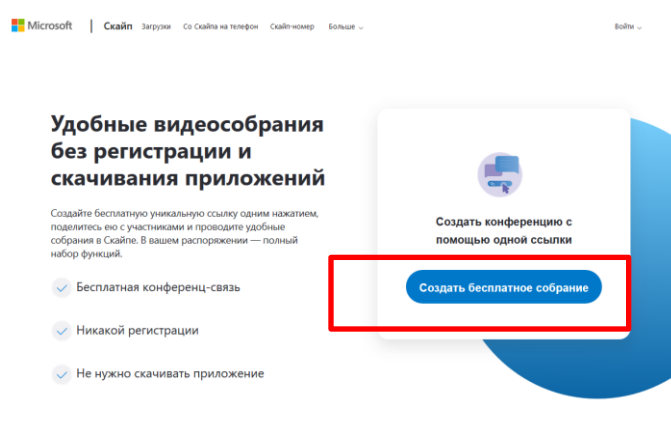 Microsoft | Скайп Загрузки Со Скайпа на телефон Скайп-номер Больше Войти
Удобные видеособрания
без регистрации и
скачивания приложений
Создайте бесплатную уникальную ссылку одним нажатием,
поделитесь ею с участниками и проводите удобные
собрания в Скайпе. В вашем распоряжении — полный
набор функций.
Бесплатная конференц-связь
Никакой регистрации
Не нужно скачивать приложение
Создать конференцию с
помощью одной ссылки
Создать бесплатное собрание